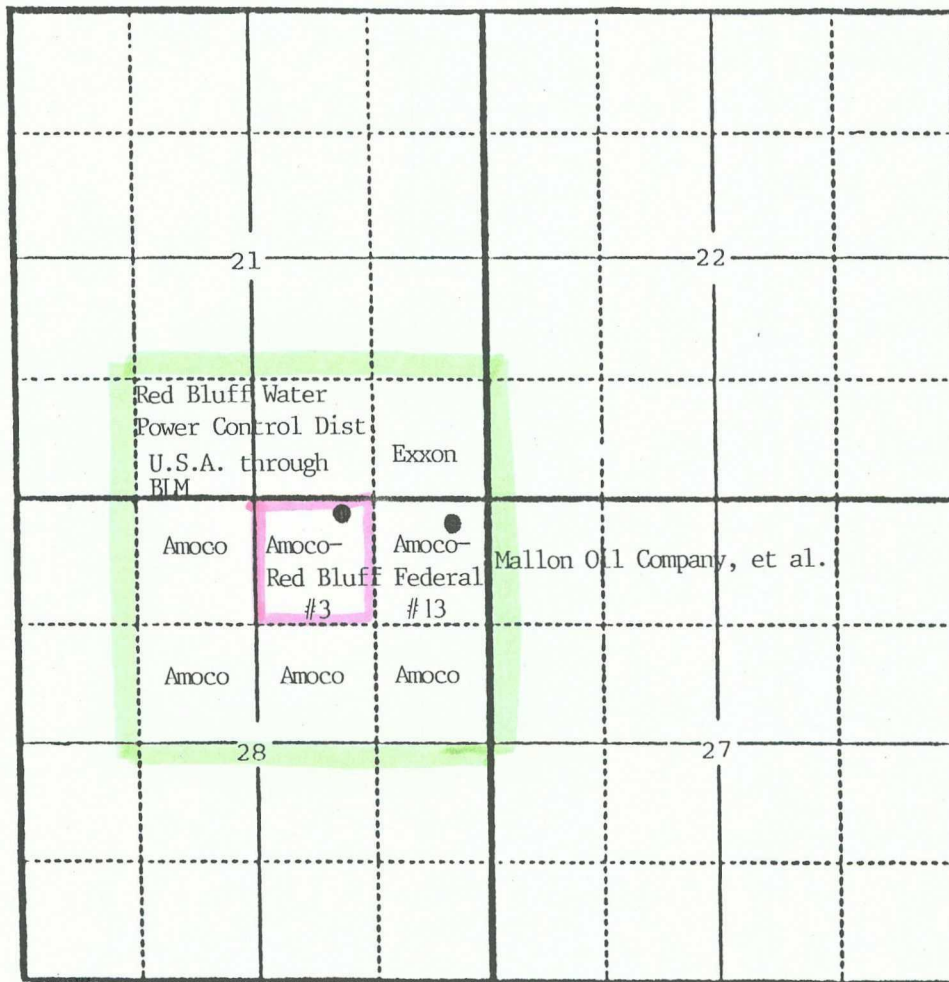 21
22
Red Bluff Water
Power Control Dist
U.S.A. through
BLM
Exxon
Amoco
Amoco-
Red Bluff
#3
Amoco-
Federal
#13
Mallon Oil Company, et al.
Amoco
Amoco
Amoco
28
27